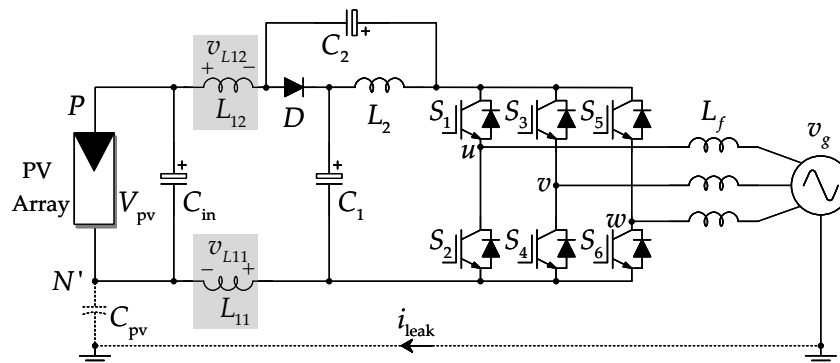 C2
+
vL12
+ −
L12
D
L2
P
PV
Array
Vpv
+
Cin
+
C1
S1
S3
S5
u
v
w
Lf
vg
S2
S4
S6
vL11
− +
L11
N'
Cpv
ileak